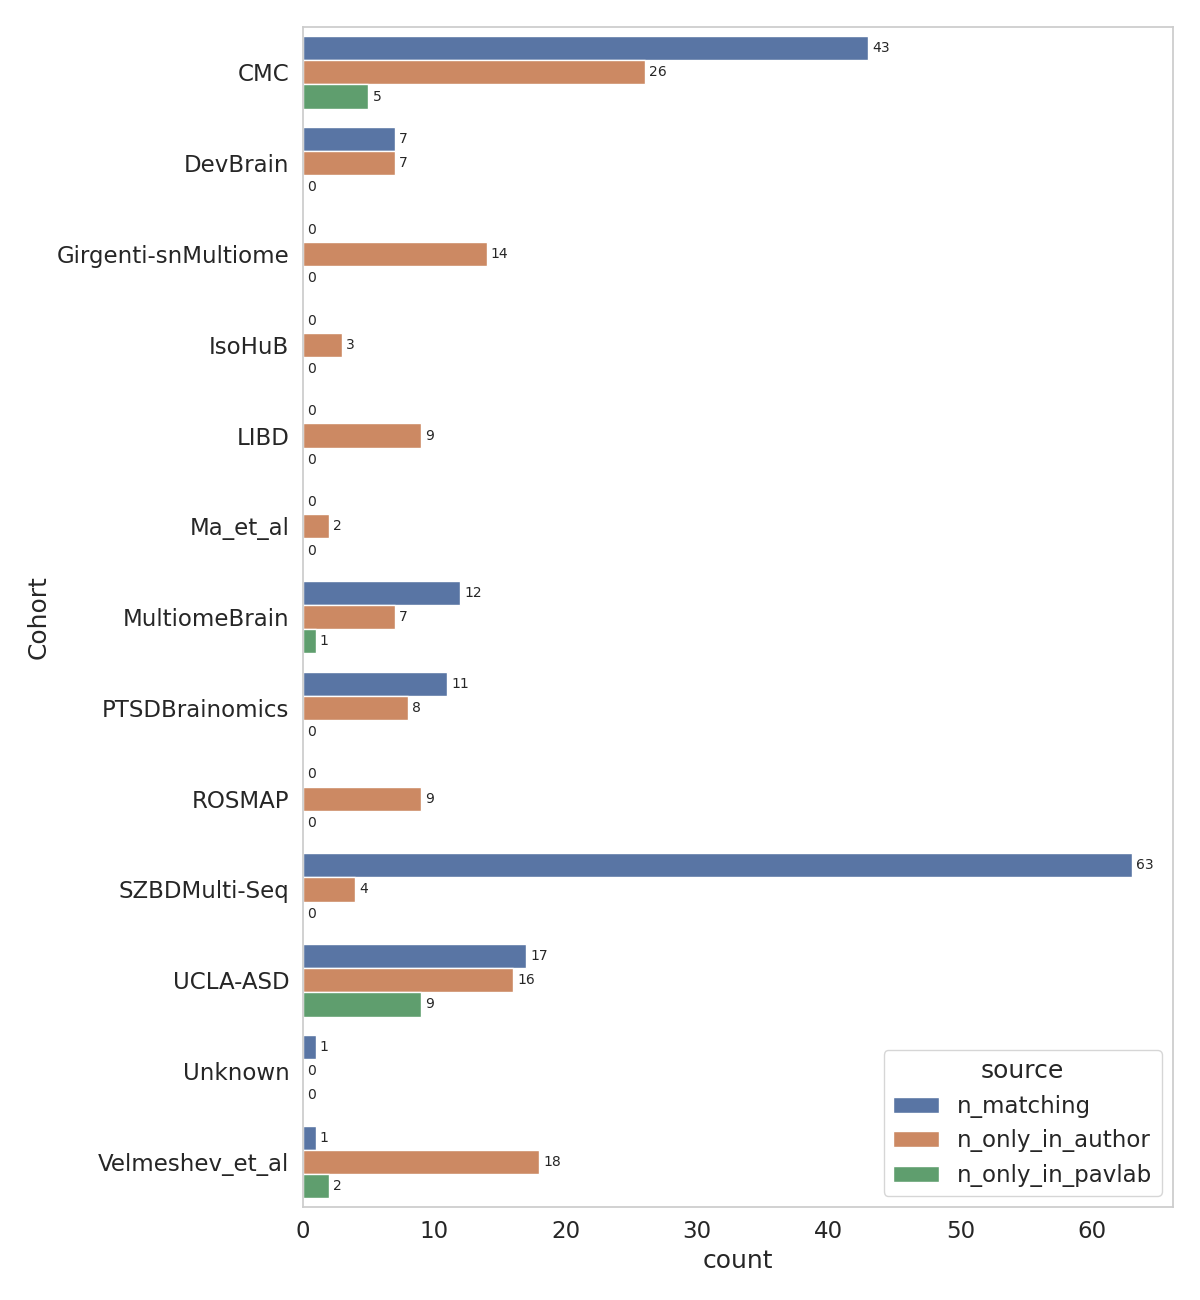 CMC
43
26
5
DevBrain
7
7
0
Girgenti-snMultiome
0
14
0
IsoHuB
0
3
0
LIBD
0
9
0
Ma_et_al
0
2
0
MultiomeBrain
12
7
1
PTSDBrainomics
11
8
0
ROSMAP
0
9
0
SZBDMulti-Seq
63
4
0
UCLA-ASD
17
16
9
Unknown
1
0
0
Velmeshev_et_al
1
18
2
Cohort
source
n_matching
n_only_in_author
n_only_in_pavlab
0 10 20 30 40 50 60
count